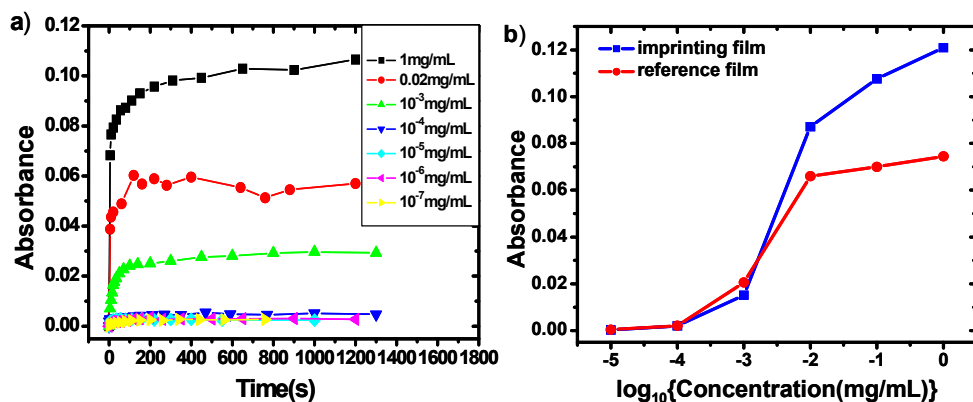 a)
0.12
0.10
0.08
0.06
0.04
0.02
0.00
Absorbance
1mg/mL
0.02mg/mL
10⁻³mg/mL
10⁻⁴mg/mL
10⁻⁵mg/mL
10⁻⁶mg/mL
10⁻⁷mg/mL
0 200 400 600 800 1000 1200 1400 1600 1800
Time(s)
b)
imprinting film
reference film
0.12
0.10
0.08
0.06
0.04
0.02
0.00
Absorbance
-5 -4 -3 -2 -1 0
log₁₀{Concentration(mg/mL)}